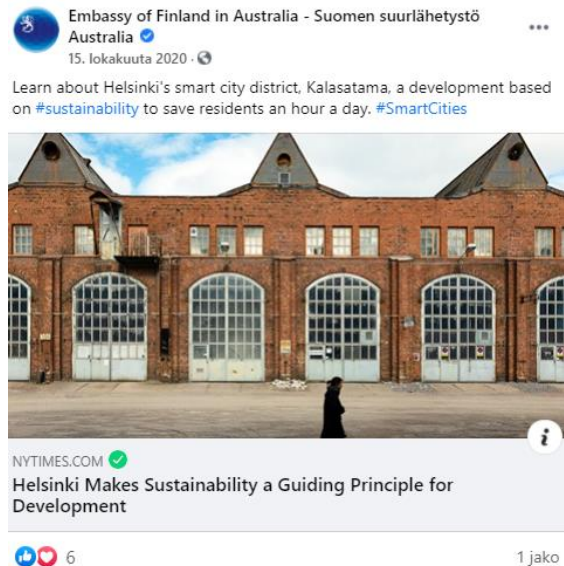 Embassy of Finland in Australia - Suomen suurlähetystö
Australia
15. lokakuuta 2020 ·
Learn about Helsinki's smart city district, Kalasatama, a development based
on #sustainability to save residents an hour a day. #SmartCities
NYTIMES.COM
Helsinki Makes Sustainability a Guiding Principle for
Development
6
1 jako